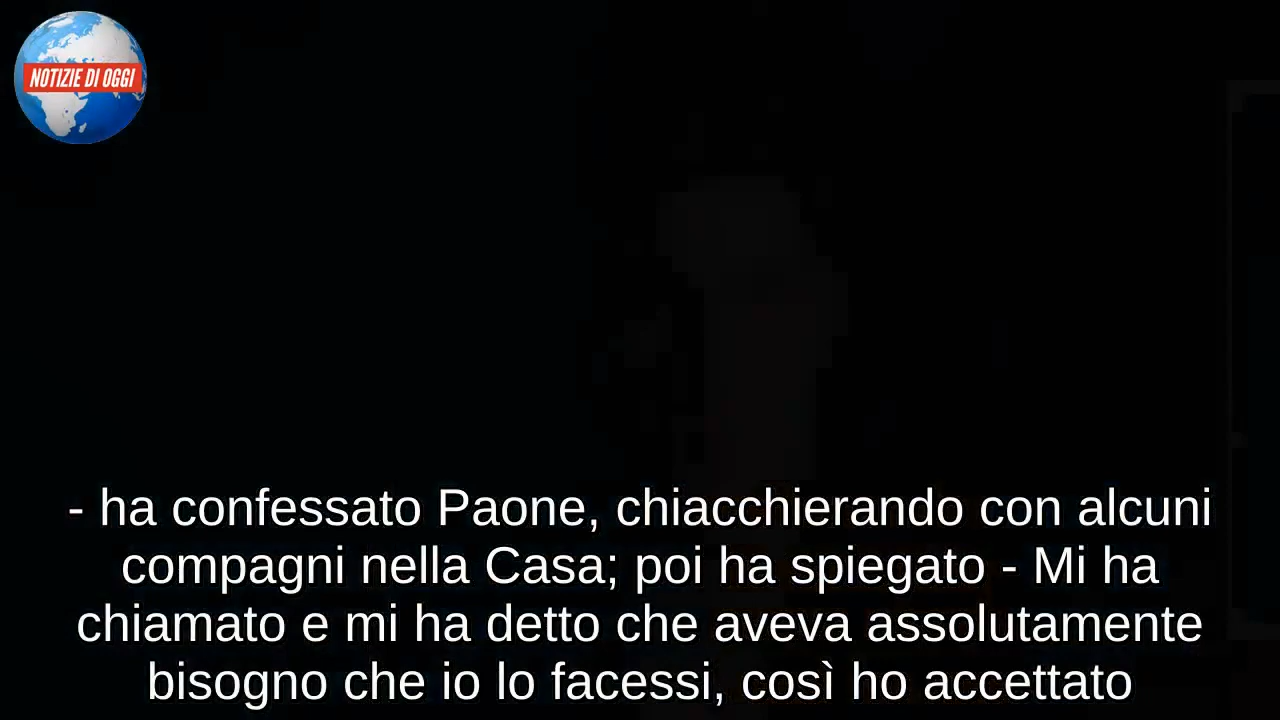 NOTIZIE DI OGGI
- ha confessato Paone, chiacchierando con alcuni
compagni nella Casa; poi ha spiegato - Mi ha
chiamato e mi ha detto che aveva assolutamente
bisogno che io lo facessi, così ho accettato